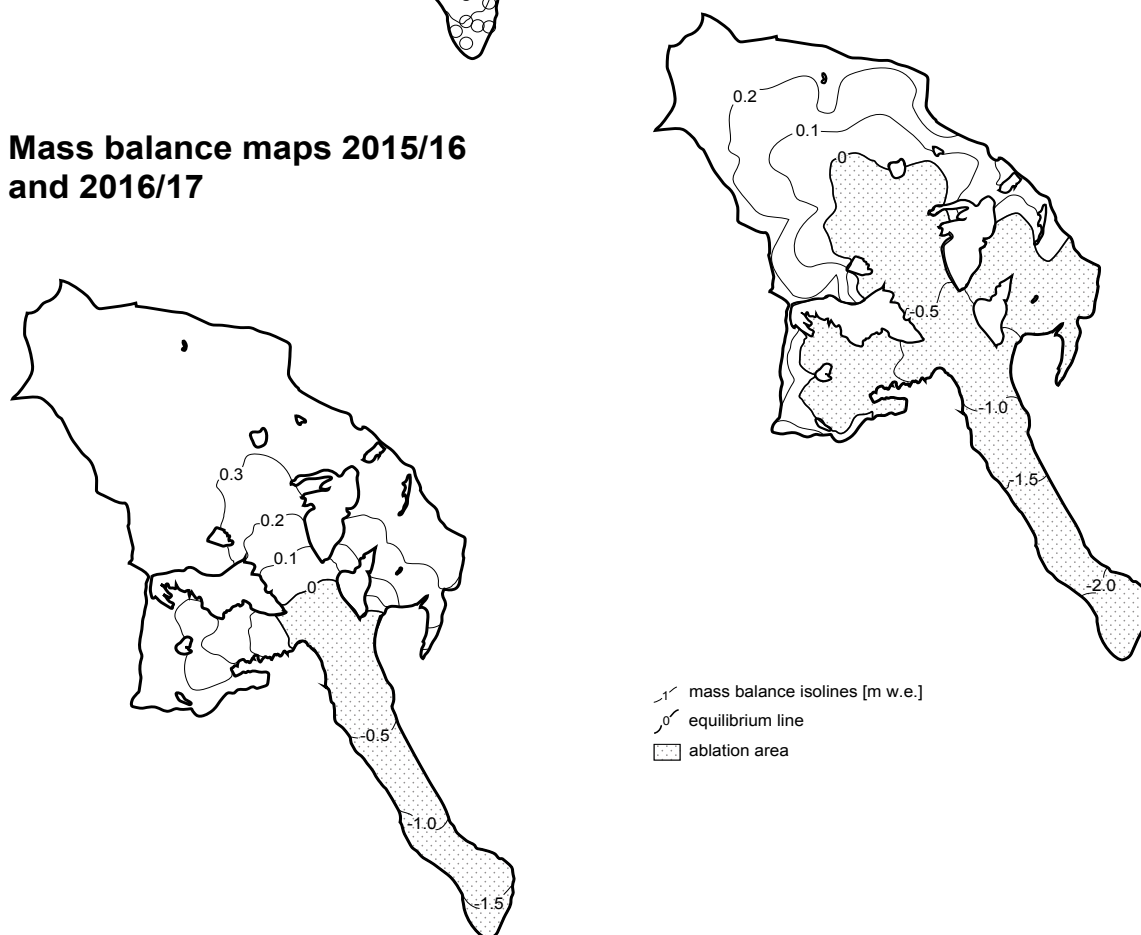 Mass balance maps 2015/16
and 2016/17
0.3
0.2
0.1
0
-0.5
-1.0
-1.5
0.2
0.1
0
-0.5
-1.0
-1.5
-2.0
-1 mass balance isolines [m w.e.]
0 equilibrium line
ablation area